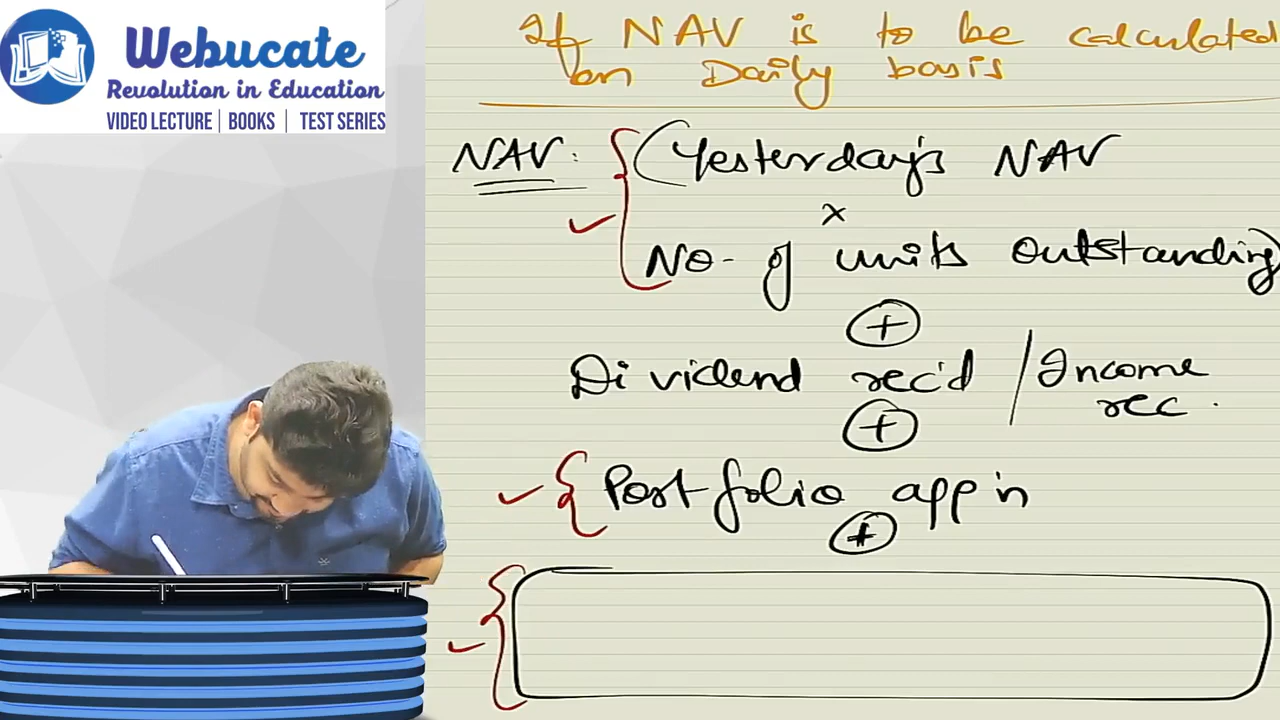 Webucate
Revolution in Education
VIDEO LECTURE | BOOKS | TEST SERIES
If NAV is to be calculated
on Daily basis
NAV: (Yesterday's NAV
×
No. of units outstanding)
+
Dividend rec'd / Income
rec.
+
Portfolio app'n
+